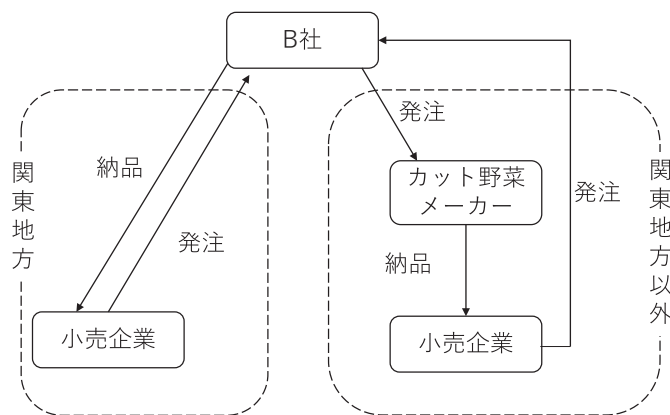 B社
関東地方
納品
発注
小売企業
発注
カット野菜
メーカー
納品
小売企業
発注
関東地方以外